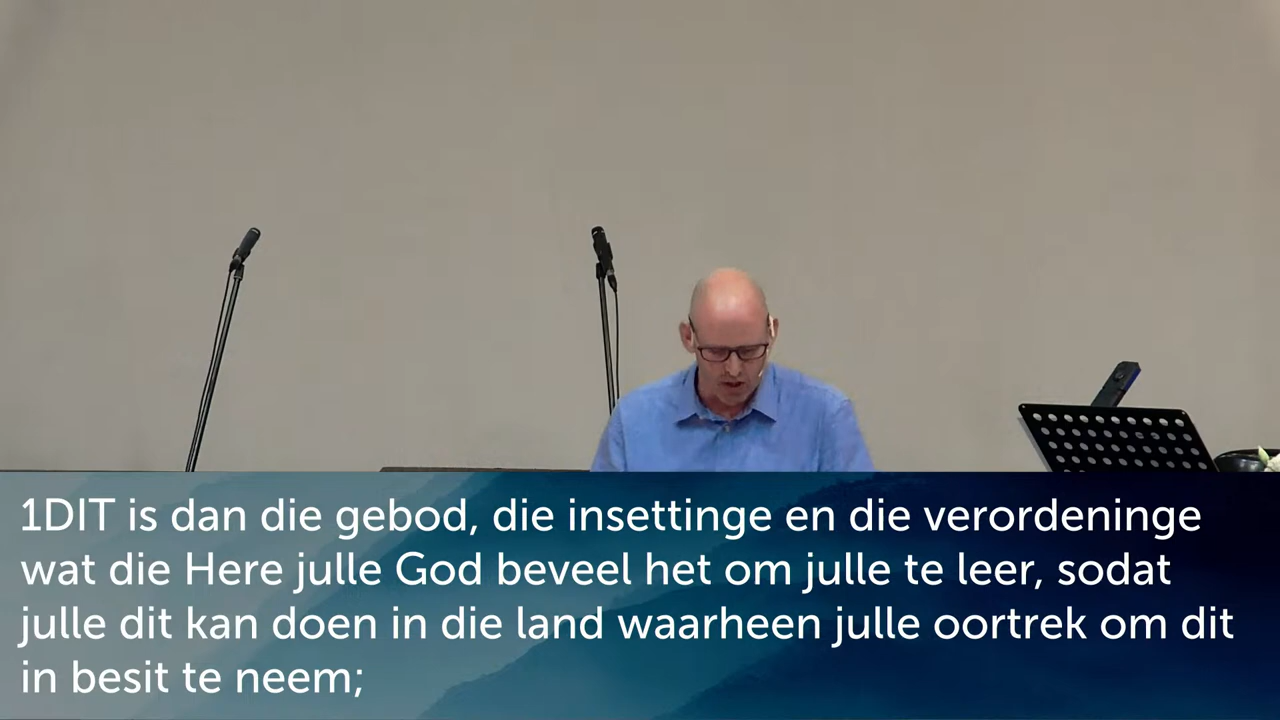 1DIT is dan die gebod, die insettinge en die verordeninge
wat die Here julle God beveel het om julle te leer, sodat
julle dit kan doen in die land waarheen julle oortrek om dit
in besit te neem;